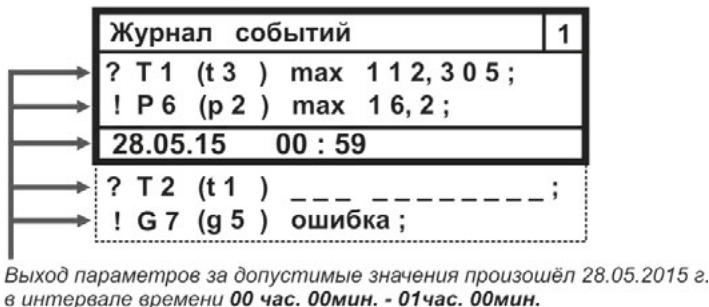 Журнал событий 1
? Т 1 (t 3 ) max 1 1 2, 3 0 5 ;
! P 6 (p 2 ) max 1 6, 2 ;
28.05.15 00 : 59
? Т 2 (t 1 ) _ _ _ _ _ _ _ _ _ _ _ ;
! G 7 (g 5 ) ошибка ;
Выход параметров за допустимые значения произошёл 28.05.2015 г.
в интервале времени 00 час. 00мин. - 01час. 00мин.